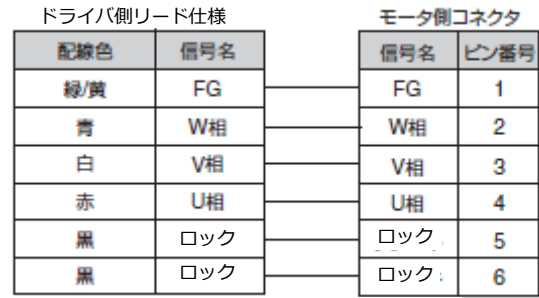 ドライバ側リード仕様 モータ側コネクタ
配線色 信号名 信号名 ピン番号
緑/黄 FG FG 1
青 W相 W相 2
白 V相 V相 3
赤 U相 U相 4
黒 ロック ロック 5
黒 ロック ロック 6